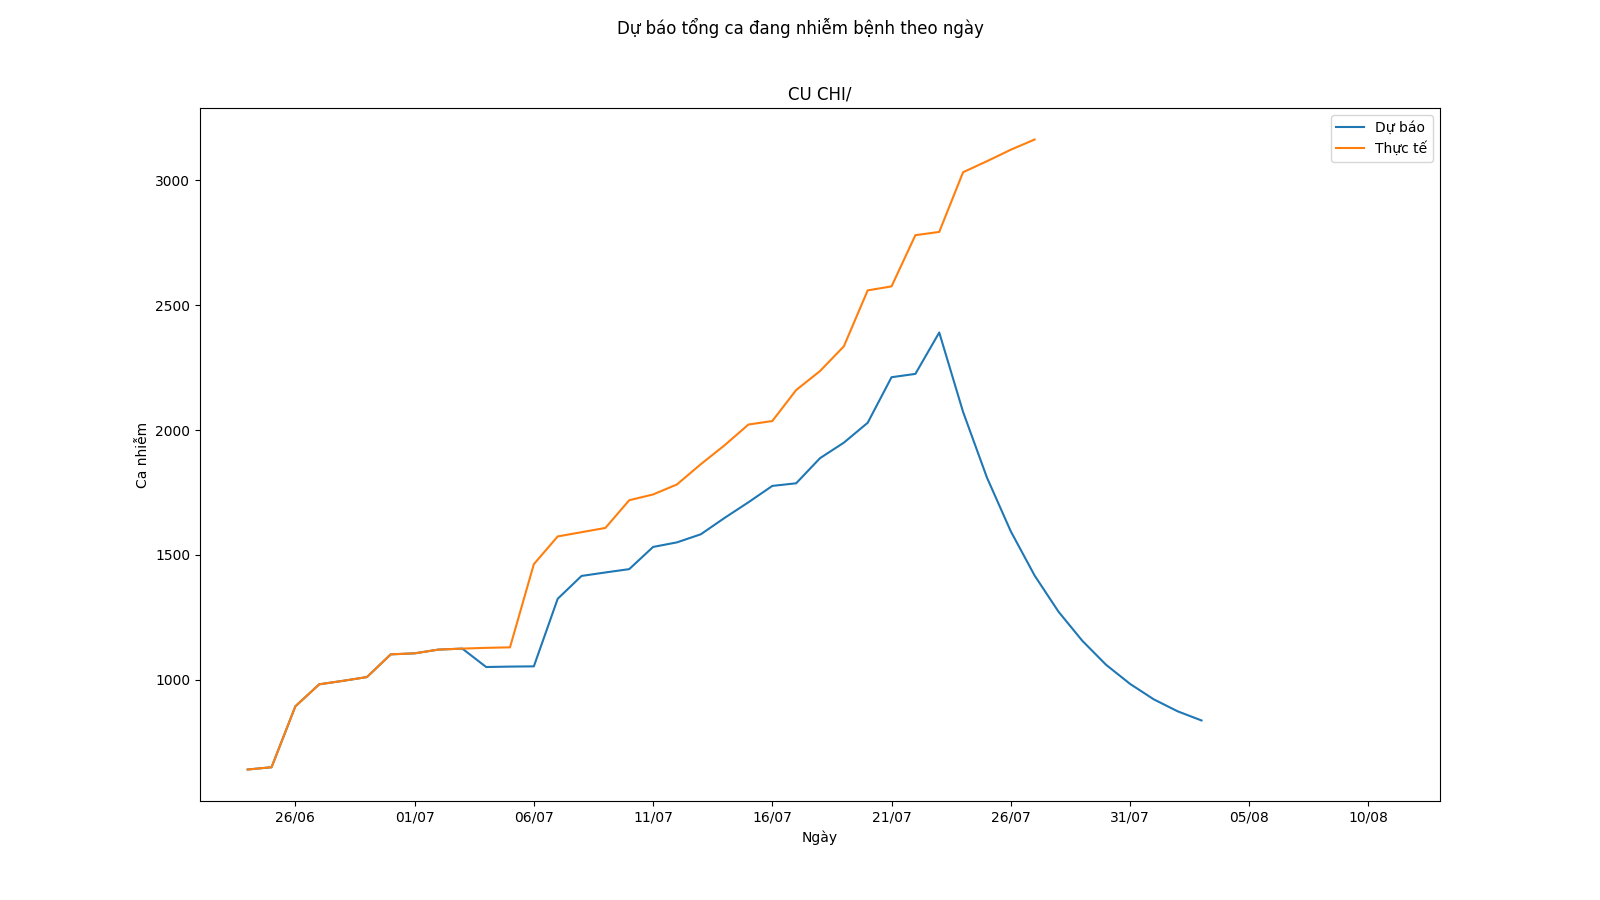 Dự báo tổng ca đang nhiễm bệnh theo ngày
CU CHI/
Dự báo
Thực tế
3000
2500
2000
1500
1000
Ca nhiễm
26/06
01/07
06/07
11/07
16/07
21/07
26/07
31/07
05/08
10/08
Ngày